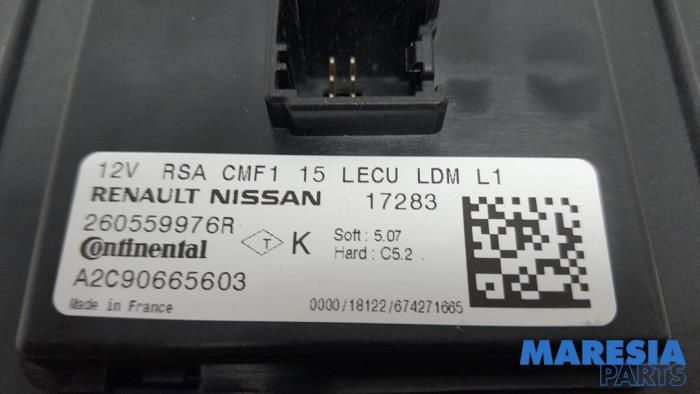 12V RSA CMF1 15 LECU LDM L1
RENAULT NISSAN 17283
260559976R
Continental
T K
Soft : 5.07
Hard : C5.2
A2C90665603
Made in France
0000/18122/674271665
MARESIA
PARTS